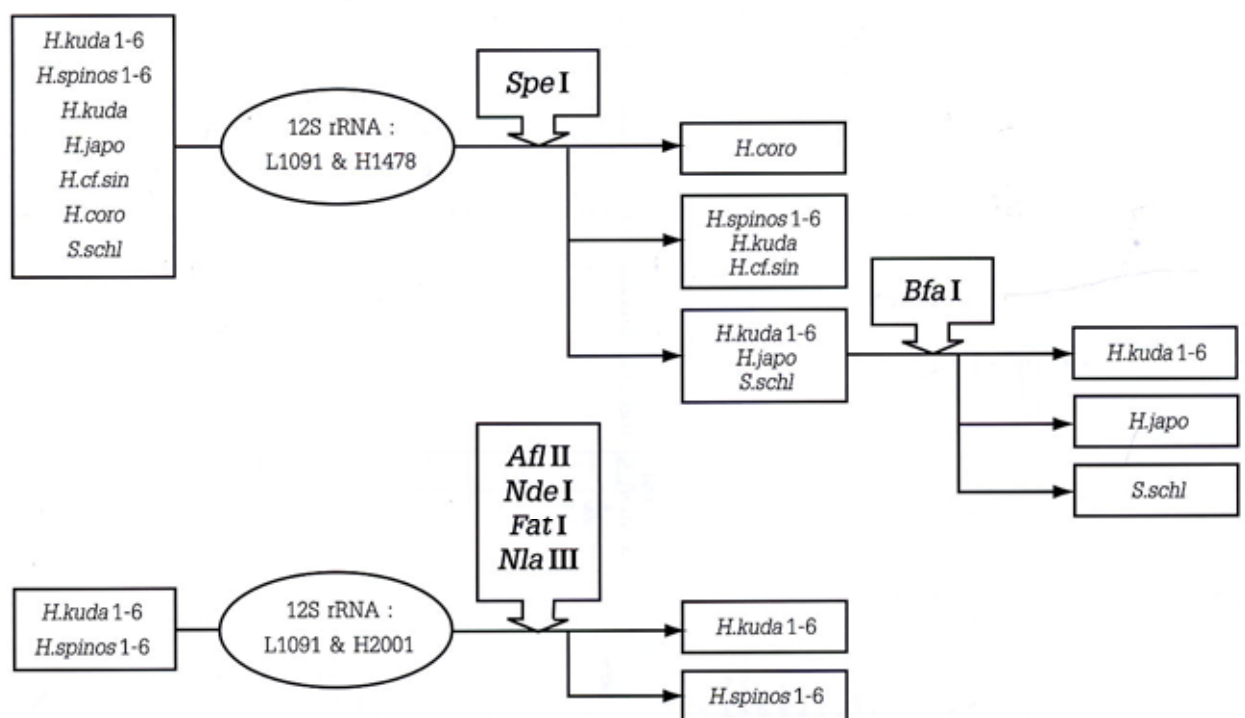 H.kuda 1-6
H.spinos 1-6
H.kuda
H.japo
H.cf.sin
H.coro
S.schl
12S rRNA :
L1091 & H1478
Spe I
H.coro
H.spinos 1-6
H.kuda
H.cf.sin
H.kuda 1-6
H.japo
S.schl
Bfa I
H.kuda 1-6
H.japo
S.schl
H.kuda 1-6
H.spinos 1-6
12S rRNA :
L1091 & H2001
Afl II
Nde I
Fat I
Nla III
H.kuda 1-6
H.spinos 1-6